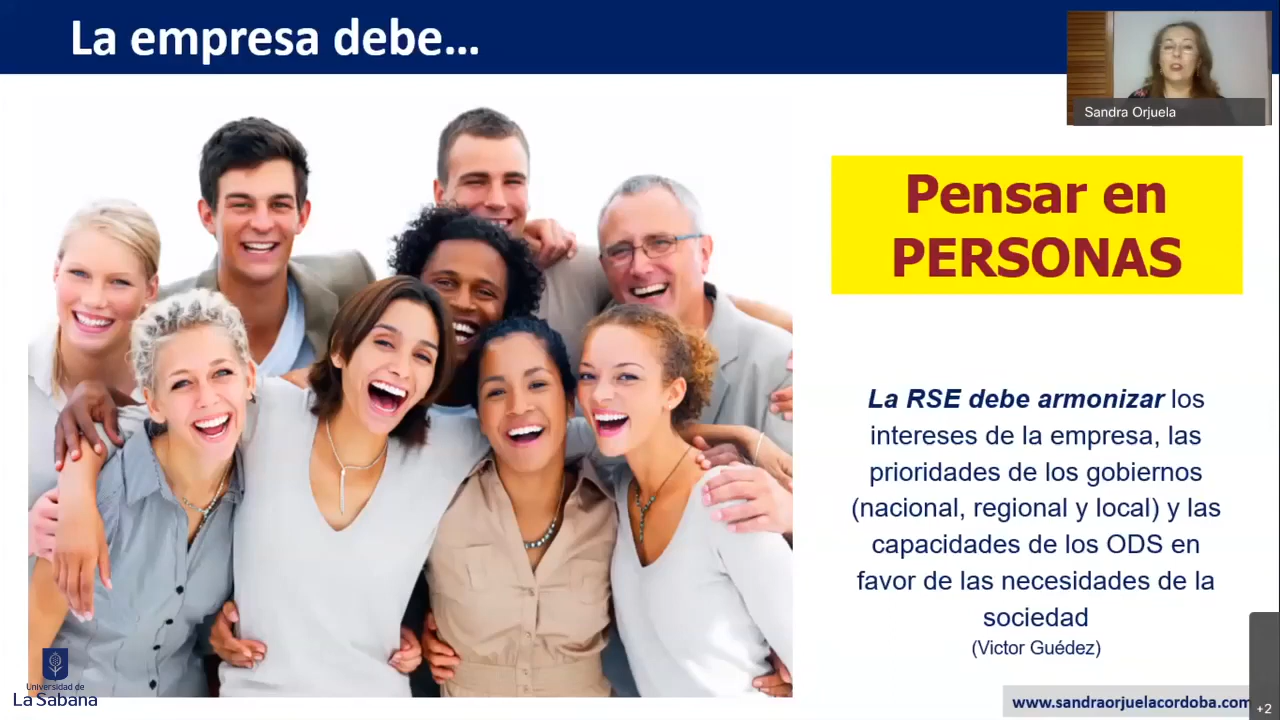 La empresa debe...
Sandra Orjuela
Pensar en
PERSONAS
La RSE debe armonizar los
intereses de la empresa, las
prioridades de los gobiernos
(nacional, regional y local) y las
capacidades de los ODS en
favor de las necesidades de la
sociedad
(Victor Guédez)
Universidad de
La Sabana
www.sandraorjuelacordoba.com
+2